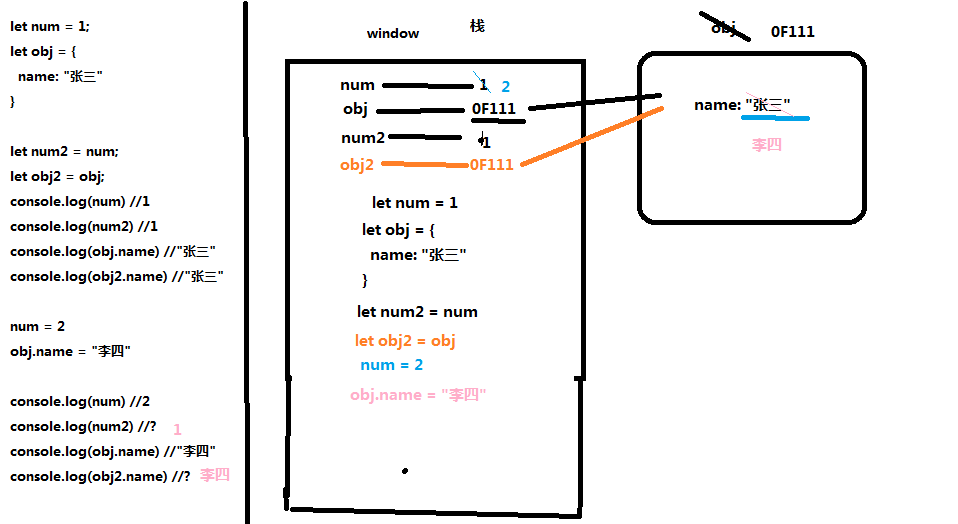 let num = 1;
let obj = {
name: "张三"
}
let num2 = num;
let obj2 = obj;
console.log(num) //1
console.log(num2) //1
console.log(obj.name) //"张三"
console.log(obj2.name) //"张三"
num = 2
obj.name = "李四"
console.log(num) //2
console.log(num2) //? 1
console.log(obj.name) //"李四"
console.log(obj2.name) //? 李四
window 栈
num 1 2
obj 0F111
num2 1
obj2 0F111
let num = 1
let obj = {
name: "张三"
}
let num2 = num
let obj2 = obj
num = 2
obj.name = "李四"
obj 0F111
name: "张三"
李四